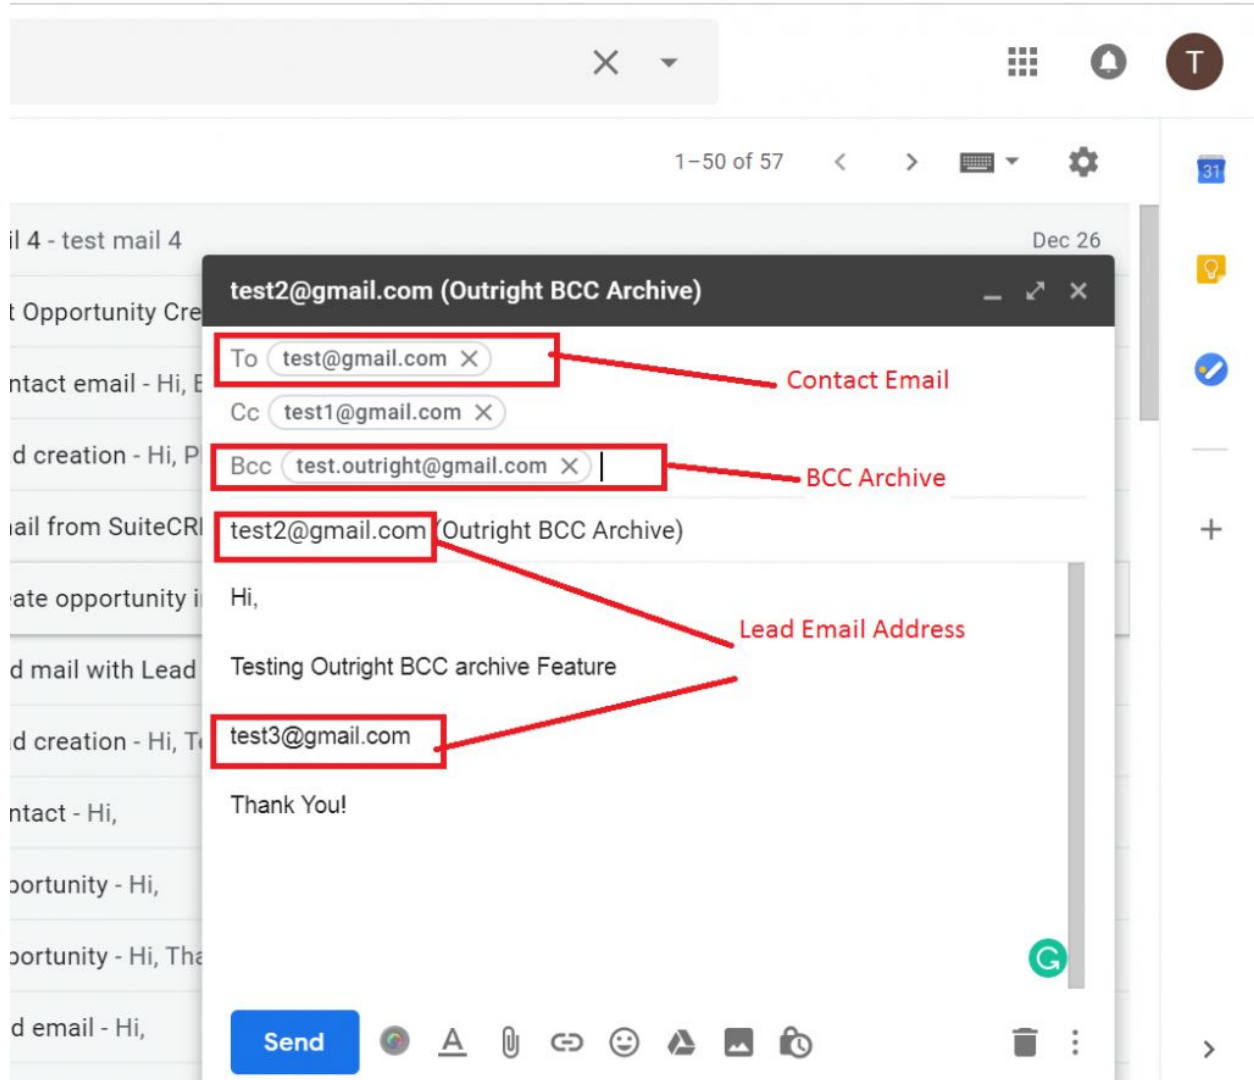 T
1–50 of 57
31
il 4 - test mail 4
Dec 26
test2@gmail.com (Outright BCC Archive)
t Opportunity Cre
To test@gmail.com
Contact Email
ntact email - Hi, E
Cc test1@gmail.com
d creation - Hi, P
Bcc test.outright@gmail.com
BCC Archive
ail from SuiteCRI
test2@gmail.com (Outright BCC Archive)
ate opportunity i
Hi,
Lead Email Address
d mail with Lead
Testing Outright BCC archive Feature
d creation - Hi, Te
test3@gmail.com
ntact - Hi,
Thank You!
portunity - Hi,
portunity - Hi, Tha
d email - Hi,
Send